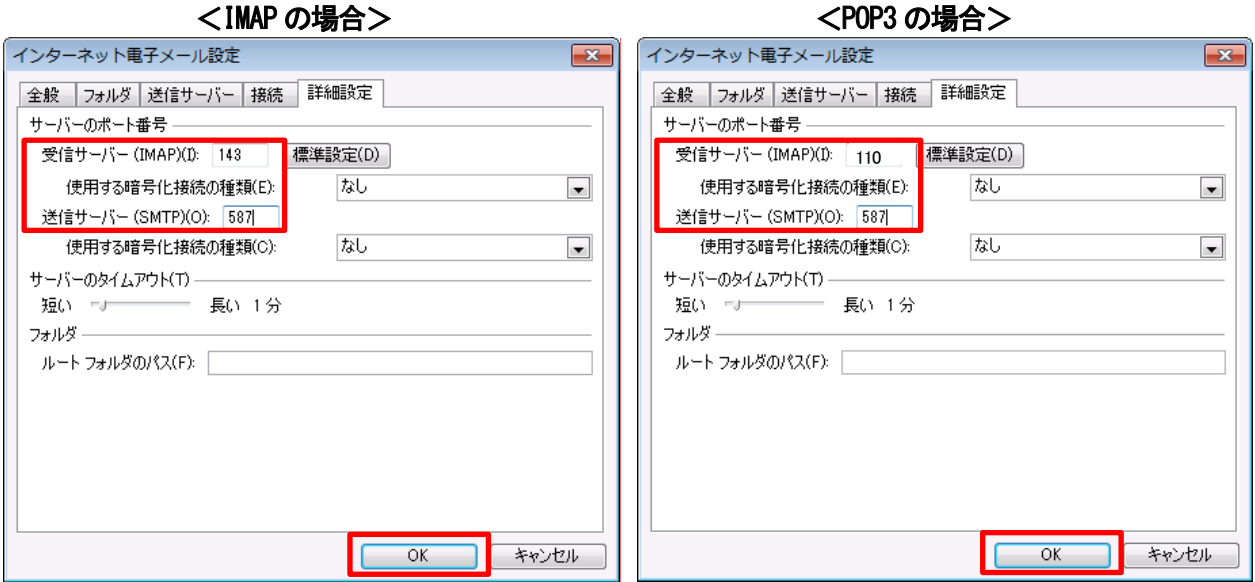 <IMAP の場合>
インターネット電子メール設定
全般 フォルダ 送信サーバー 接続 詳細設定
サーバーのポート番号
受信サーバー (IMAP)(I): 143 標準設定(D)
使用する暗号化接続の種類(E): なし
送信サーバー (SMTP)(O): 587
使用する暗号化接続の種類(C): なし
サーバーのタイムアウト(T)
短い 長い 1 分
フォルダ
ルート フォルダのパス(F):
OK キャンセル
<POP3 の場合>
インターネット電子メール設定
全般 フォルダ 送信サーバー 接続 詳細設定
サーバーのポート番号
受信サーバー (IMAP)(I): 110 標準設定(D)
使用する暗号化接続の種類(E): なし
送信サーバー (SMTP)(O): 587
使用する暗号化接続の種類(C): なし
サーバーのタイムアウト(T)
短い 長い 1 分
フォルダ
ルート フォルダのパス(F):
OK キャンセル